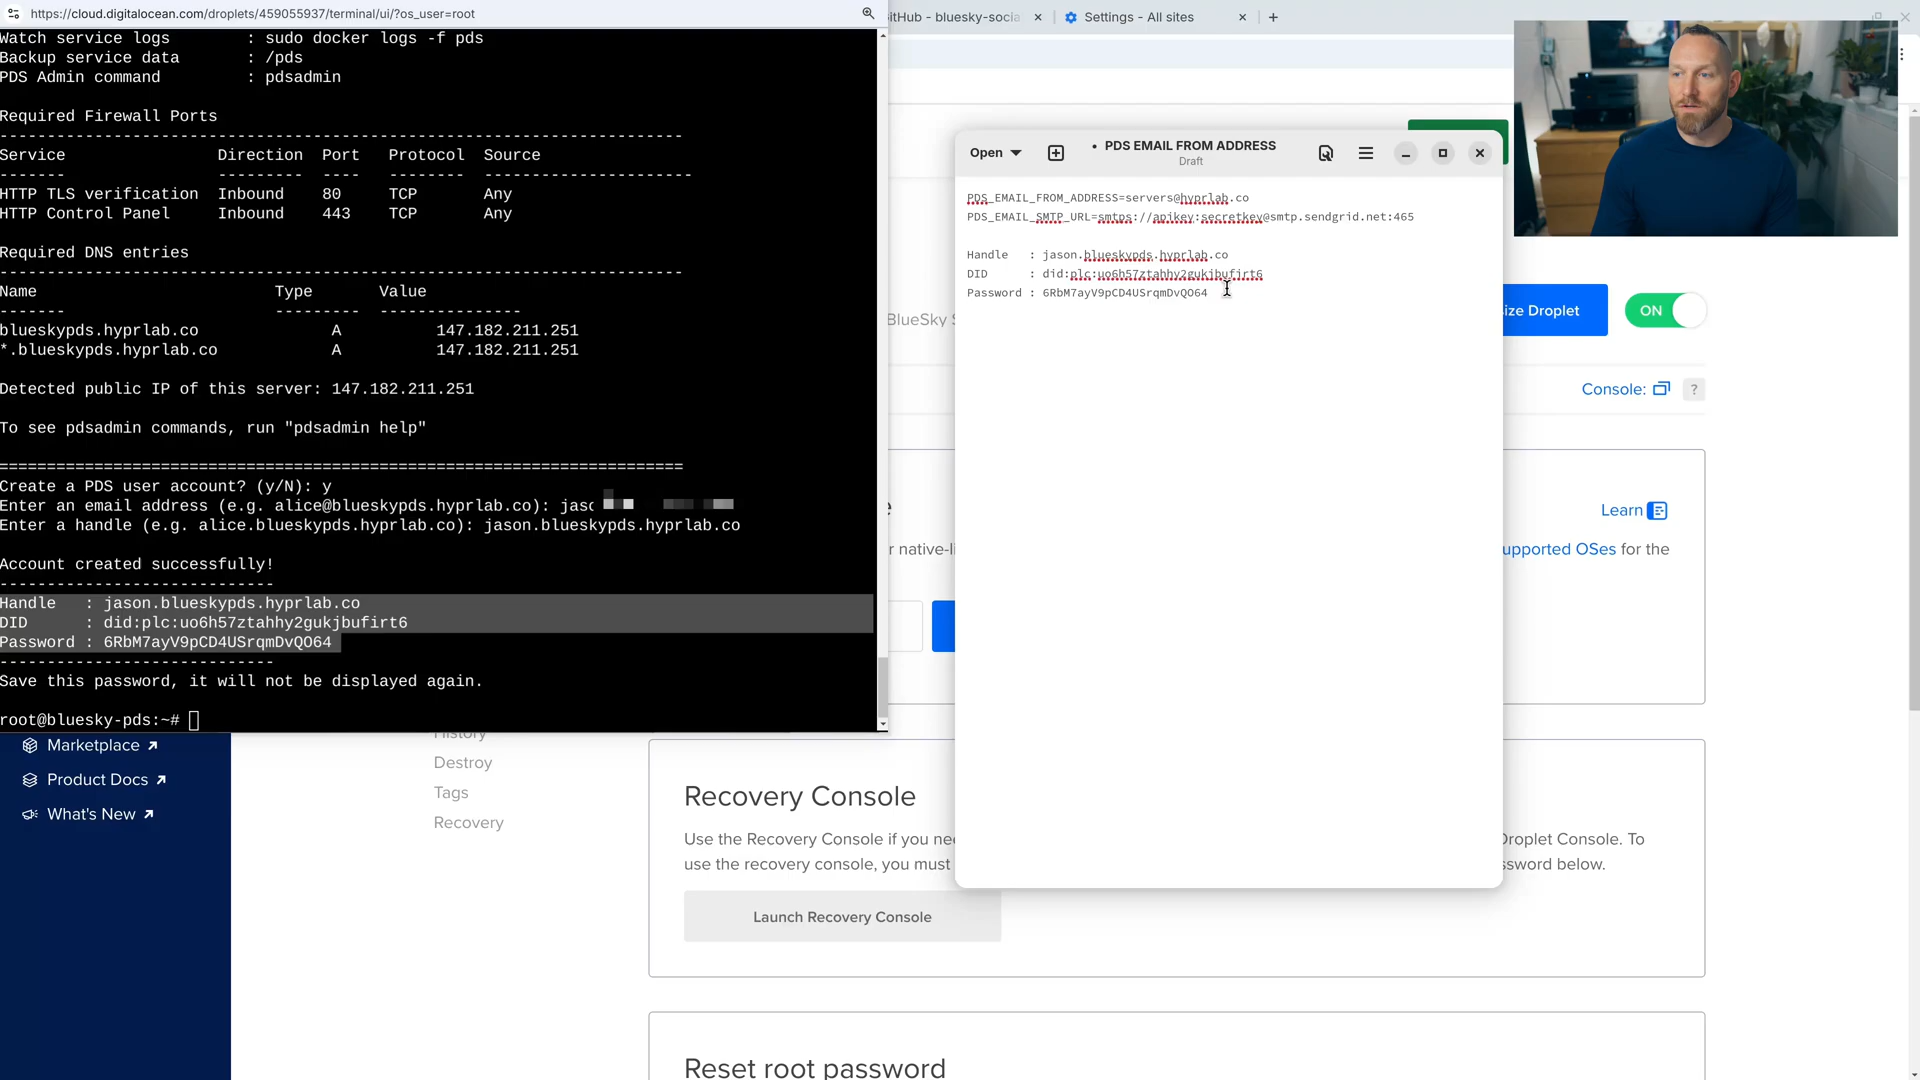 https://cloud.digitalocean.com/droplets/459055937/terminal/ui/?os_user=root
GitHub - bluesky-socia
Settings - All sites
Watch service logs : sudo docker logs -f pds
Backup service data : /pds
PDS Admin command : pdsadmin
Required Firewall Ports
------------------------------------------------------------------------
Service Direction Port Protocol Source
------- --------- ---- -------- ----------------------
HTTP TLS verification Inbound 80 TCP Any
HTTP Control Panel Inbound 443 TCP Any
Required DNS entries
------------------------------------------------------------------------
Name Type Value
------- --------- ---------------
blueskypds.hyprlab.co A 147.182.211.251
*.blueskypds.hyprlab.co A 147.182.211.251
Detected public IP of this server: 147.182.211.251
To see pdsadmin commands, run "pdsadmin help"
========================================================================
Create a PDS user account? (y/N): y
Enter an email address (e.g. alice@blueskypds.hyprlab.co): jaso
Enter a handle (e.g. alice.blueskypds.hyprlab.co): jason.blueskypds.hyprlab.co
Account created successfully!
-----------------------------
Handle : jason.blueskypds.hyprlab.co
DID : did:plc:uo6h57ztahhy2gukjbufirt6
Password : 6RbM7ayV9pCD4USrqmDvQO64
-----------------------------
Save this password, it will not be displayed again.
root@bluesky-pds:~#
Open
PDS EMAIL FROM ADDRESS
Draft
PDS_EMAIL_FROM_ADDRESS=servers@hyprlab.co
PDS_EMAIL_SMTP_URL=smtps://apikey:secretkey@smtp.sendgrid.net:465
Handle : jason.blueskypds.hyprlab.co
DID : did:plc:uo6h57ztahhy2gukjbufirt6
Password : 6RbM7ayV9pCD4USrqmDvQO64
BlueSky S
ize Droplet
ON
Console:
?
Learn
r native-li
upported OSes for the
Marketplace
Product Docs
What's New
History
Destroy
Tags
Recovery
Recovery Console
Use the Recovery Console if you nee
Droplet Console. To
use the recovery console, you must
ssword below.
Launch Recovery Console
Reset root password